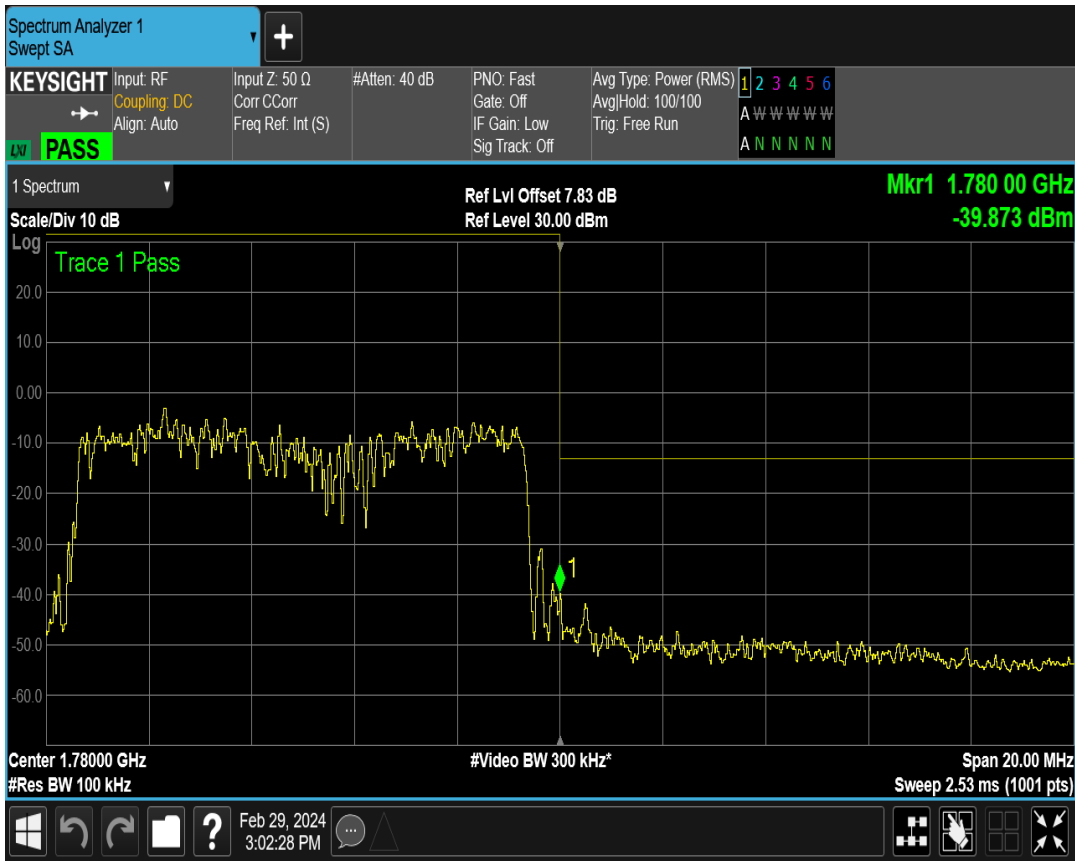 Spectrum Analyzer 1
Swept SA
+
KEYSIGHT
Input: RF
Coupling: DC
Align: Auto
Input Z: 50 Ω
Corr CCorr
Freq Ref: Int (S)
#Atten: 40 dB
PNO: Fast
Gate: Off
IF Gain: Low
Sig Track: Off
Avg Type: Power (RMS)
Avg|Hold: 100/100
Trig: Free Run
1 2 3 4 5 6
A W W W W W
A N N N N N
LXI
PASS
1 Spectrum
Scale/Div 10 dB
Ref Lvl Offset 7.83 dB
Ref Level 30.00 dBm
Mkr1 1.780 00 GHz
-39.873 dBm
Log
Trace 1 Pass
20.0
10.0
0.00
-10.0
-20.0
-30.0
-40.0
-50.0
-60.0
1
Center 1.78000 GHz
#Res BW 100 kHz
#Video BW 300 kHz*
Span 20.00 MHz
Sweep 2.53 ms (1001 pts)
?
Feb 29, 2024
3:02:28 PM